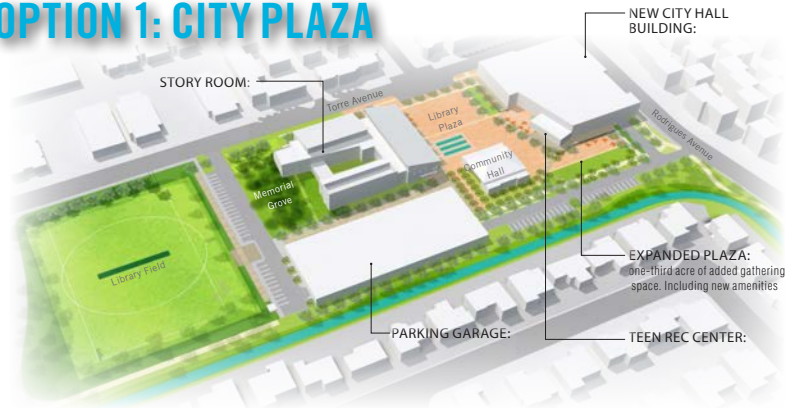 OPTION 1: CITY PLAZA
NEW CITY HALL
BUILDING:
STORY ROOM:
Torre Avenue
Library
Plaza
Rodrigues Avenue
Community
Hall
Memorial
Grove
Library Field
EXPANDED PLAZA:
one-third acre of added gathering
space. Including new amenities
PARKING GARAGE:
TEEN REC CENTER: